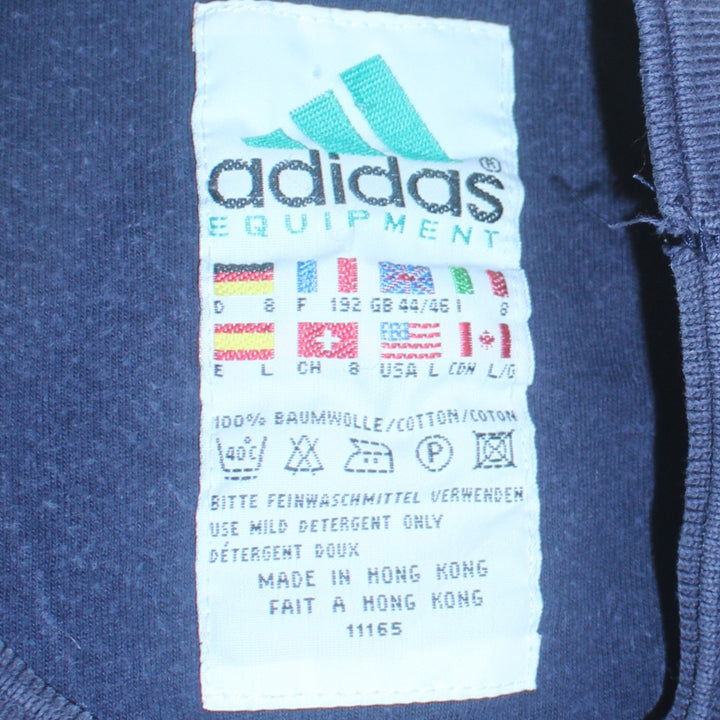 adidas®
EQUIPMENT
D 8 F 192 GB 44/46 I 8
E L CH 8 USA L CDN L/G
100% BAUMWOLLE/COTTON/COTON
40°C P
BITTE FEINWASCHMITTEL VERWENDEN
USE MILD DETERGENT ONLY
DÉTERGENT DOUX
MADE IN HONG KONG
FAIT A HONG KONG
11165